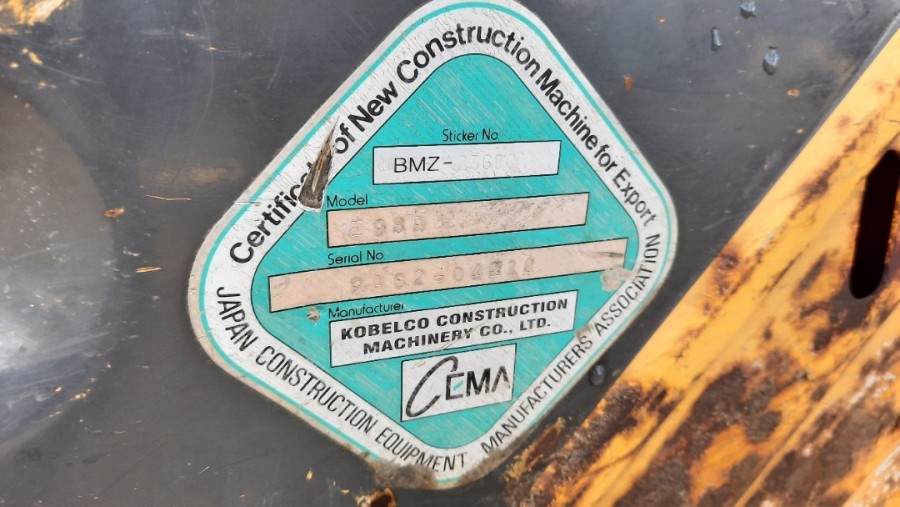 Certificate of New Construction Machine for Export
Sticker No.
BMZ-
Model
Serial No.
Manufacturer
KOBELCO CONSTRUCTION
MACHINERY CO., LTD.
CEMA
JAPAN CONSTRUCTION EQUIPMENT MANUFACTURERS' ASSOCIATION